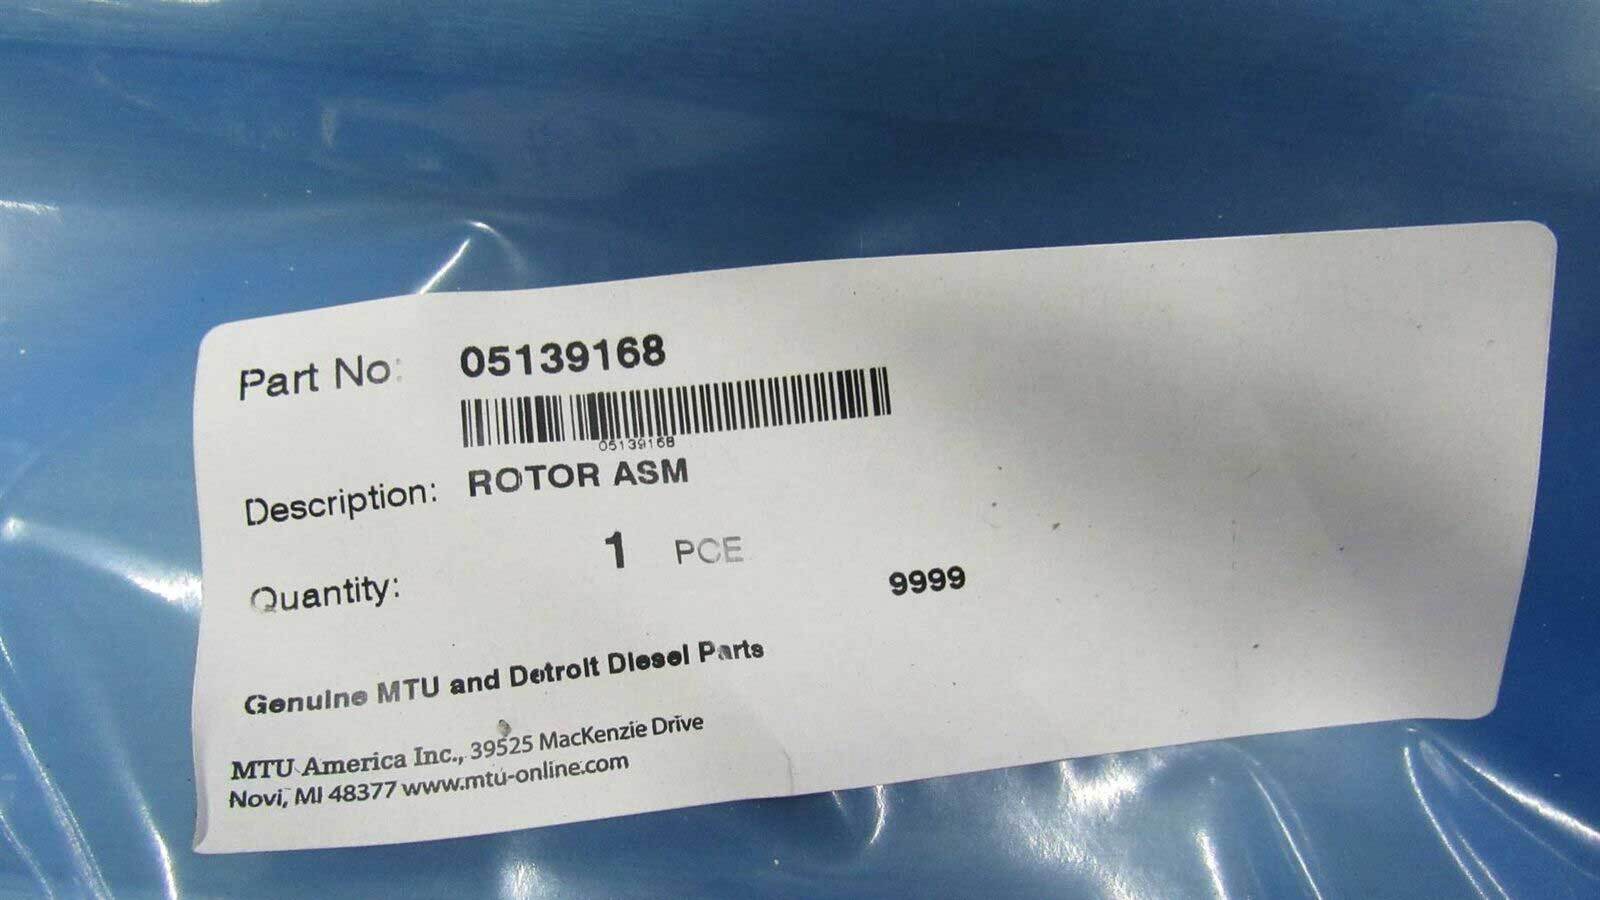 Part No: 05139168
05139168
Description: ROTOR ASM
Quantity: 1 PCE
9999
Genuine MTU and Detroit Diesel Parts
MTU America Inc., 39525 MacKenzie Drive
Novi, MI 48377 www.mtu-online.com